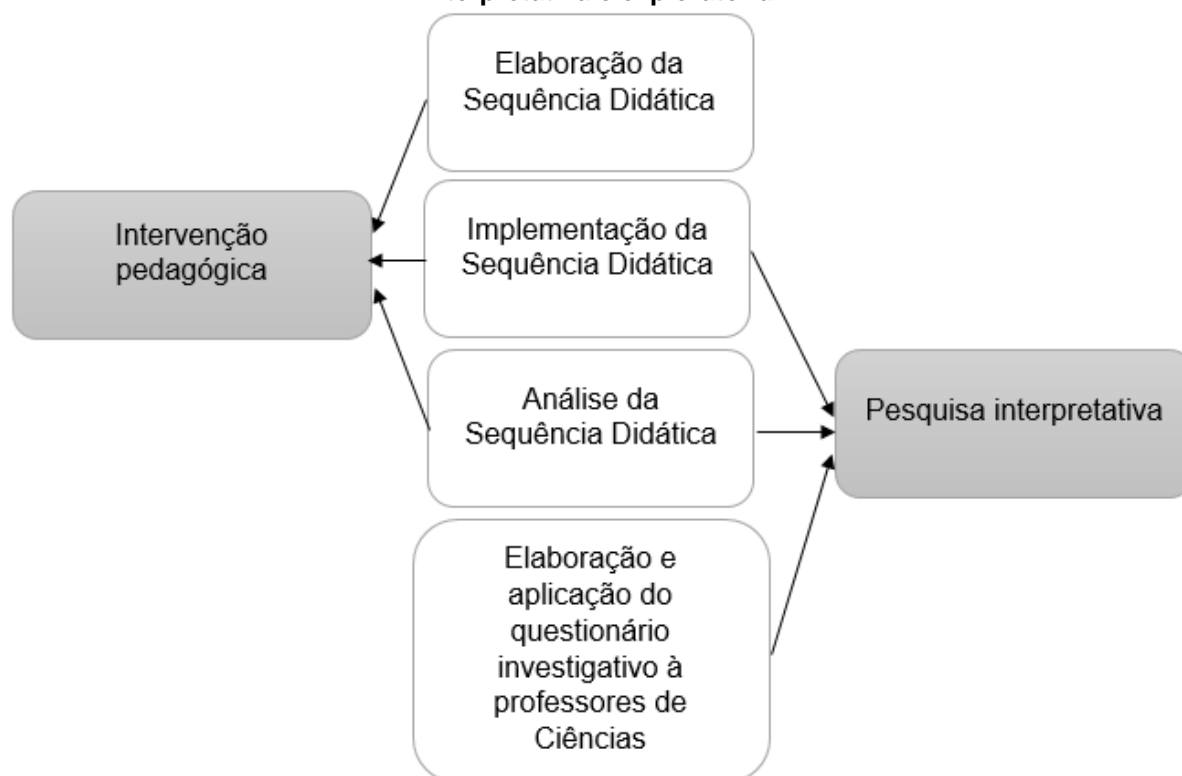 Elaboração da
Sequência Didática
Intervenção
pedagógica
Implementação da
Sequência Didática
Análise da
Sequência Didática
Pesquisa interpretativa
Elaboração e
aplicação do
questionário
investigativo à
professores de
Ciências